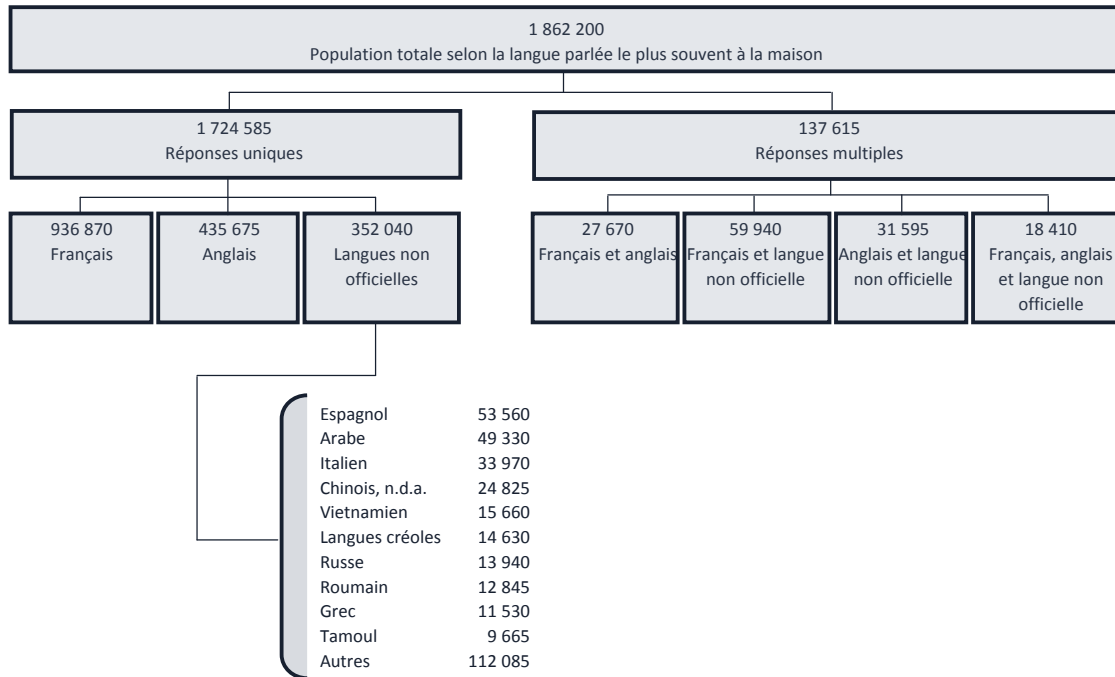 1 862 200
Population totale selon la langue parlée le plus souvent à la maison
1 724 585
Réponses uniques
137 615
Réponses multiples
936 870
Français
435 675
Anglais
352 040
Langues non
officielles
27 670
Français et anglais
59 940
Français et langue
non officielle
31 595
Anglais et langue
non officielle
18 410
Français, anglais
et langue non
officielle
Espagnol 53 560
Arabe 49 330
Italien 33 970
Chinois, n.d.a. 24 825
Vietnamien 15 660
Langues créoles 14 630
Russe 13 940
Roumain 12 845
Grec 11 530
Tamoul 9 665
Autres 112 085